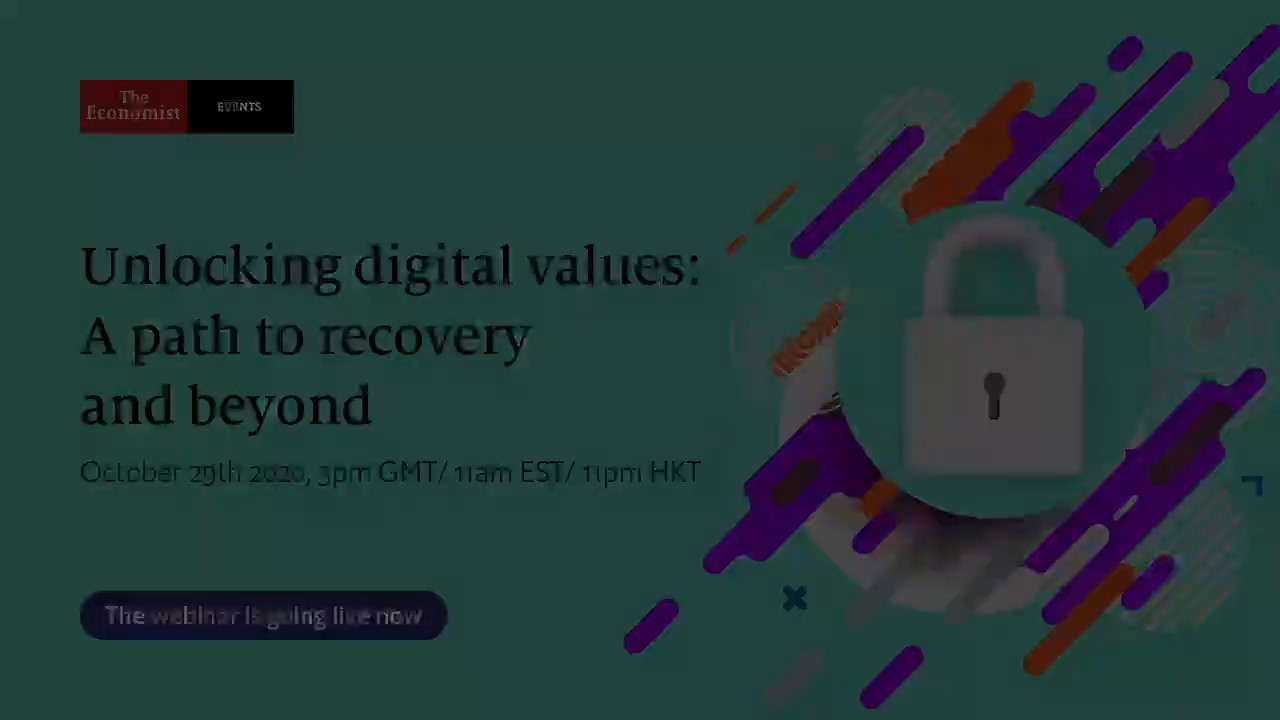 The
Economist
EVENTS
Unlocking digital values:
A path to recovery
and beyond
October 29th 2020, 3pm GMT/ 11am EST/ 11pm HKT
The webinar is going live now